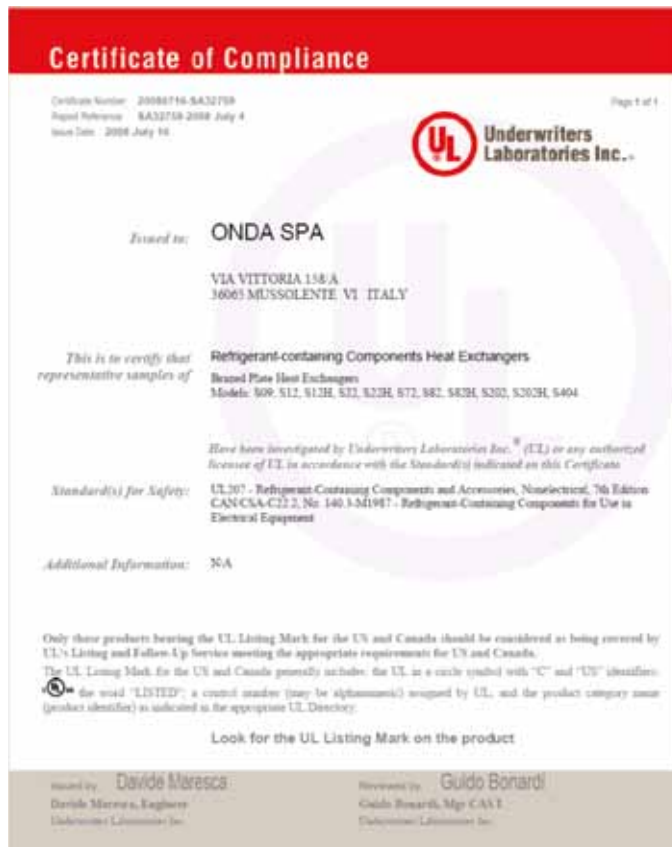 Certificate of Compliance
Certificate Number 20080716-SA32759
Report Reference SA32759-2008 July 4
Issue Date 2008 July 16
Page 1 of 1
UL
Underwriters
Laboratories Inc.
Issued to: ONDA SPA
VIA VITTORIA 158/A
36065 MUSSOLENTE VI ITALY
This is to certify that
representative samples of
Refrigerant-containing Components Heat Exchangers
Brazed Plate Heat Exchangers
Models: S09, S12, S12H, S22, S22H, S72, S82, S82H, S202, S202H, S404
Have been investigated by Underwriters Laboratories Inc.® (UL) or any authorized
licensee of UL in accordance with the Standard(s) indicated on this Certificate
Standard(s) for Safety: UL207 - Refrigerant-Containing Components and Accessories, Nonelectrical, 7th Edition
CAN/CSA-C22.2, No. 140.3-M1987 - Refrigerant-Containing Components for Use in
Electrical Equipment
Additional Information: N/A
Only those products bearing the UL Listing Mark for the US and Canada should be considered as being covered by
UL's Listing and Follow-Up Service meeting the appropriate requirements for US and Canada.
The UL Listing Mark for the US and Canada generally includes: the UL in a circle symbol with "C" and "US" identifiers:
the word "LISTED"; a control number (may be alphanumeric) assigned by UL; and the product category name
(product identifier) as indicated in the appropriate UL Directory.
Look for the UL Listing Mark on the product
Issued by: Davide Maresca
Davide Maresca, Engineer
Underwriters Laboratories Inc.
Reviewed by: Guido Bonardi
Guido Bonardi, Mgr CAS I
Underwriters Laboratories Inc.